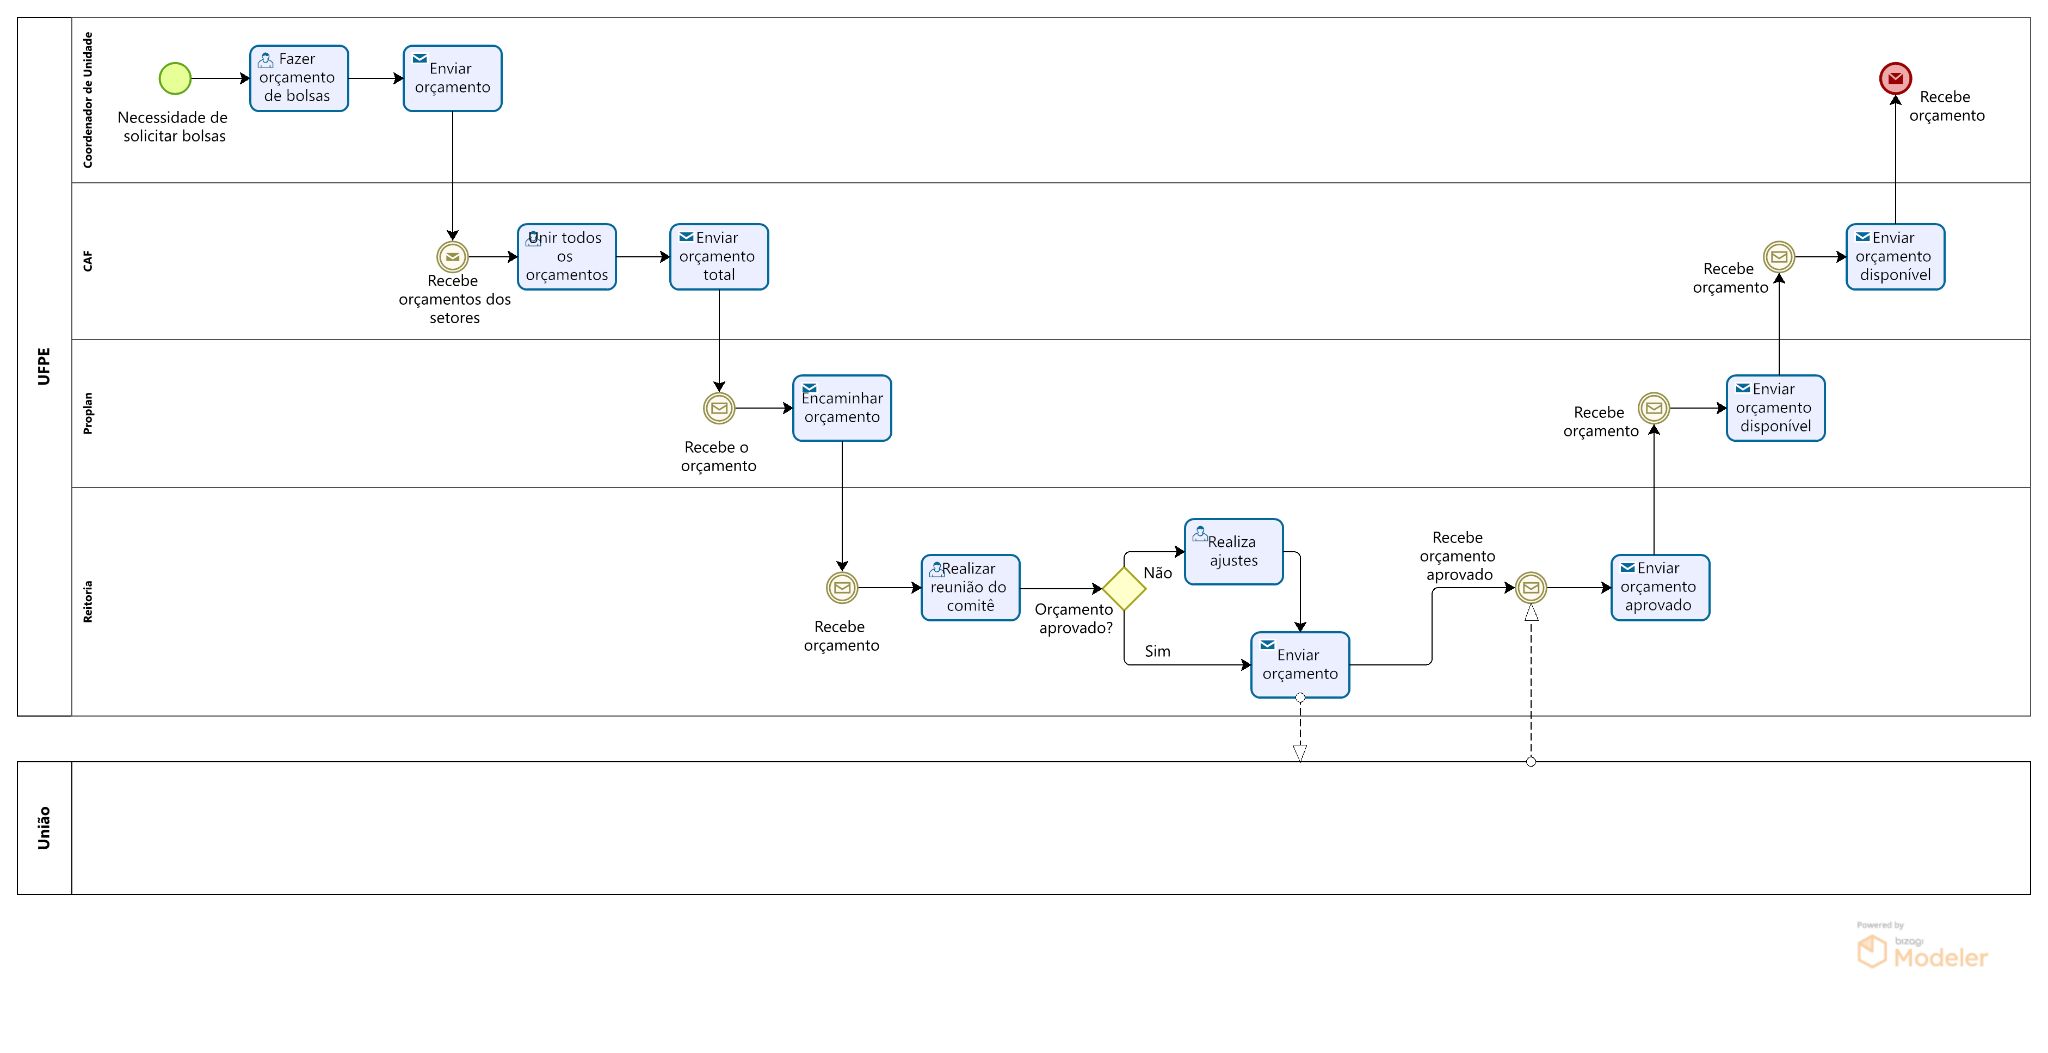 UFPE
Coordenador de Unidade
Necessidade de
solicitar bolsas
Fazer
orçamento
de bolsas
Enviar
orçamento
Recebe
orçamento
CAF
Recebe
orçamentos dos
setores
Unir todos
os
orçamentos
Enviar
orçamento
total
Recebe
orçamento
Enviar
orçamento
disponível
Proplan
Recebe o
orçamento
Encaminhar
orçamento
Recebe
orçamento
Enviar
orçamento
disponível
Reitoria
Recebe
orçamento
Realizar
reunião do
comitê
Orçamento
aprovado?
Não
Sim
Realiza
ajustes
Enviar
orçamento
Recebe
orçamento
aprovado
Enviar
orçamento
aprovado
União
Powered by
bizagi
Modeler